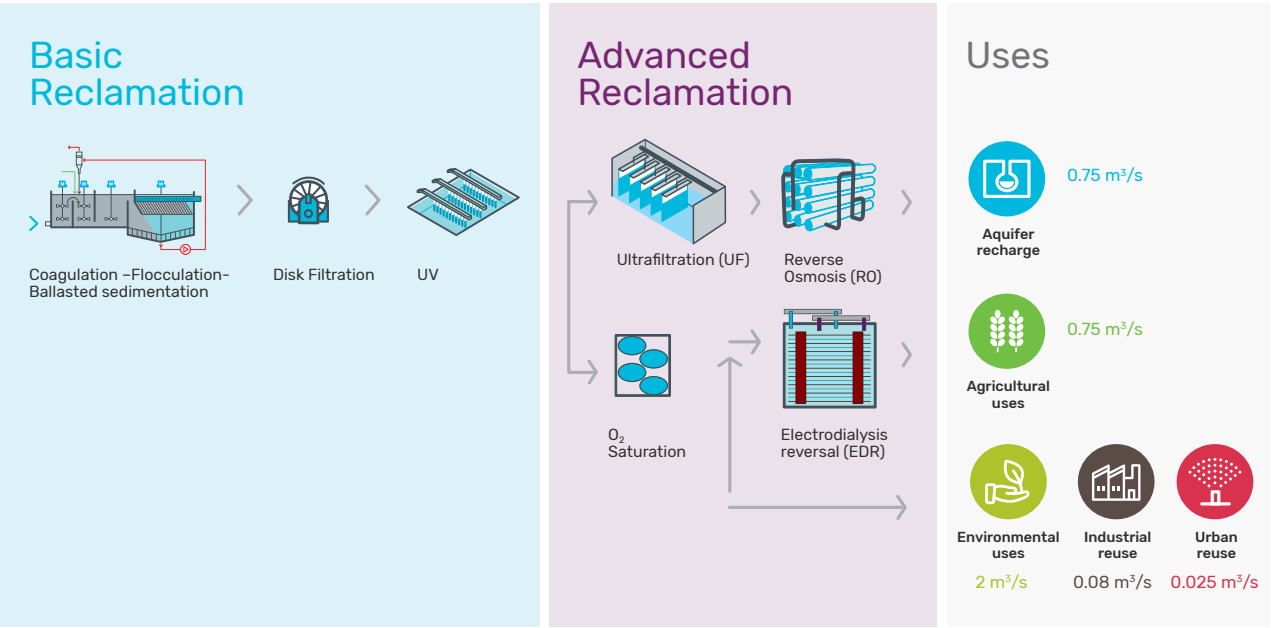 Basic
Reclamation
Coagulation –Flocculation-
Ballasted sedimentation
Disk Filtration
UV
Advanced
Reclamation
Ultrafiltration (UF)
Reverse
Osmosis (RO)
O₂
Saturation
Electrodialysis
reversal (EDR)
Uses
0.75 m³/s
Aquifer
recharge
0.75 m³/s
Agricultural
uses
Environmental
uses
2 m³/s
Industrial
reuse
0.08 m³/s
Urban
reuse
0.025 m³/s